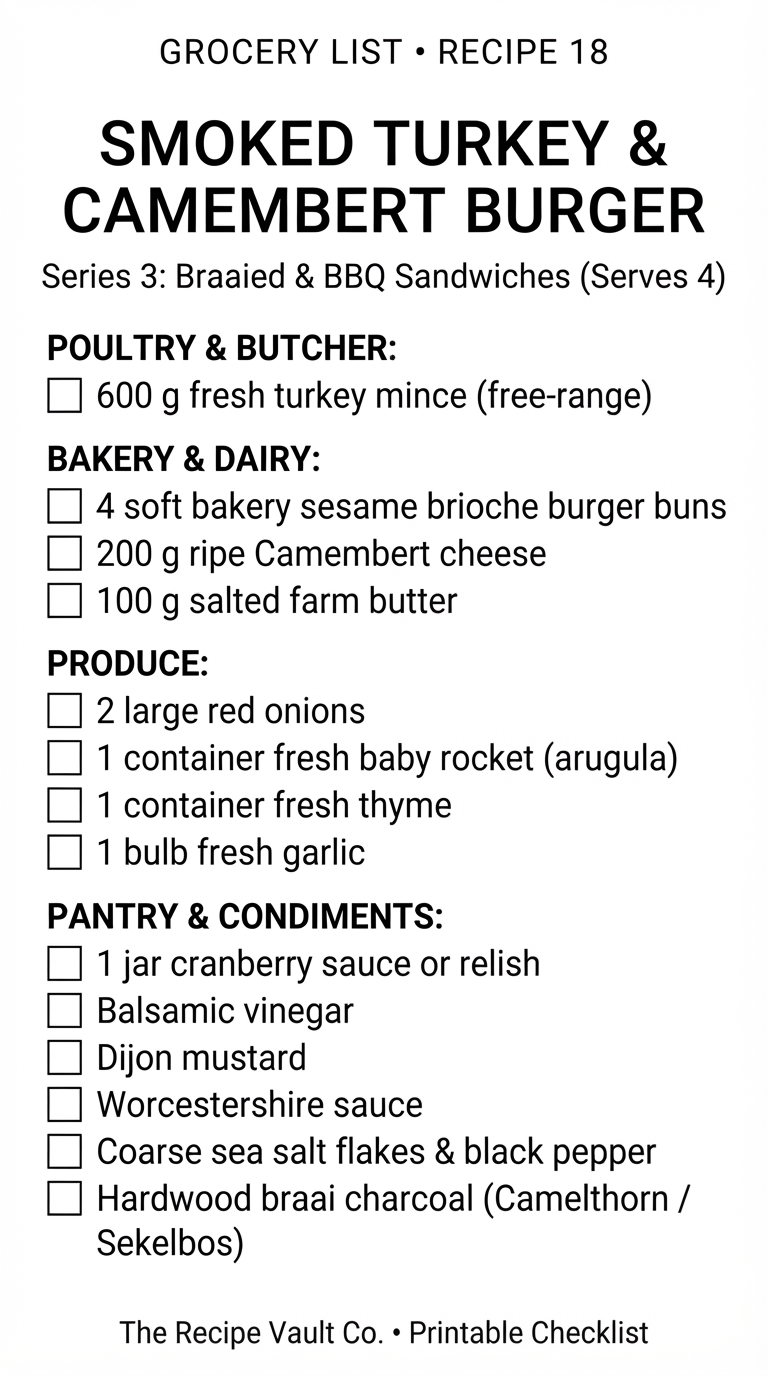 GROCERY LIST • RECIPE 18
SMOKED TURKEY &
CAMEMBERT BURGER
Series 3: Braaied & BBQ Sandwiches (Serves 4)
POULTRY & BUTCHER:
600 g fresh turkey mince (free-range)
BAKERY & DAIRY:
4 soft bakery sesame brioche burger buns
200 g ripe Camembert cheese
100 g salted farm butter
PRODUCE:
2 large red onions
1 container fresh baby rocket (arugula)
1 container fresh thyme
1 bulb fresh garlic
PANTRY & CONDIMENTS:
1 jar cranberry sauce or relish
Balsamic vinegar
Dijon mustard
Worcestershire sauce
Coarse sea salt flakes & black pepper
Hardwood braai charcoal (Camelthorn /
Sekelbos)
The Recipe Vault Co. • Printable Checklist